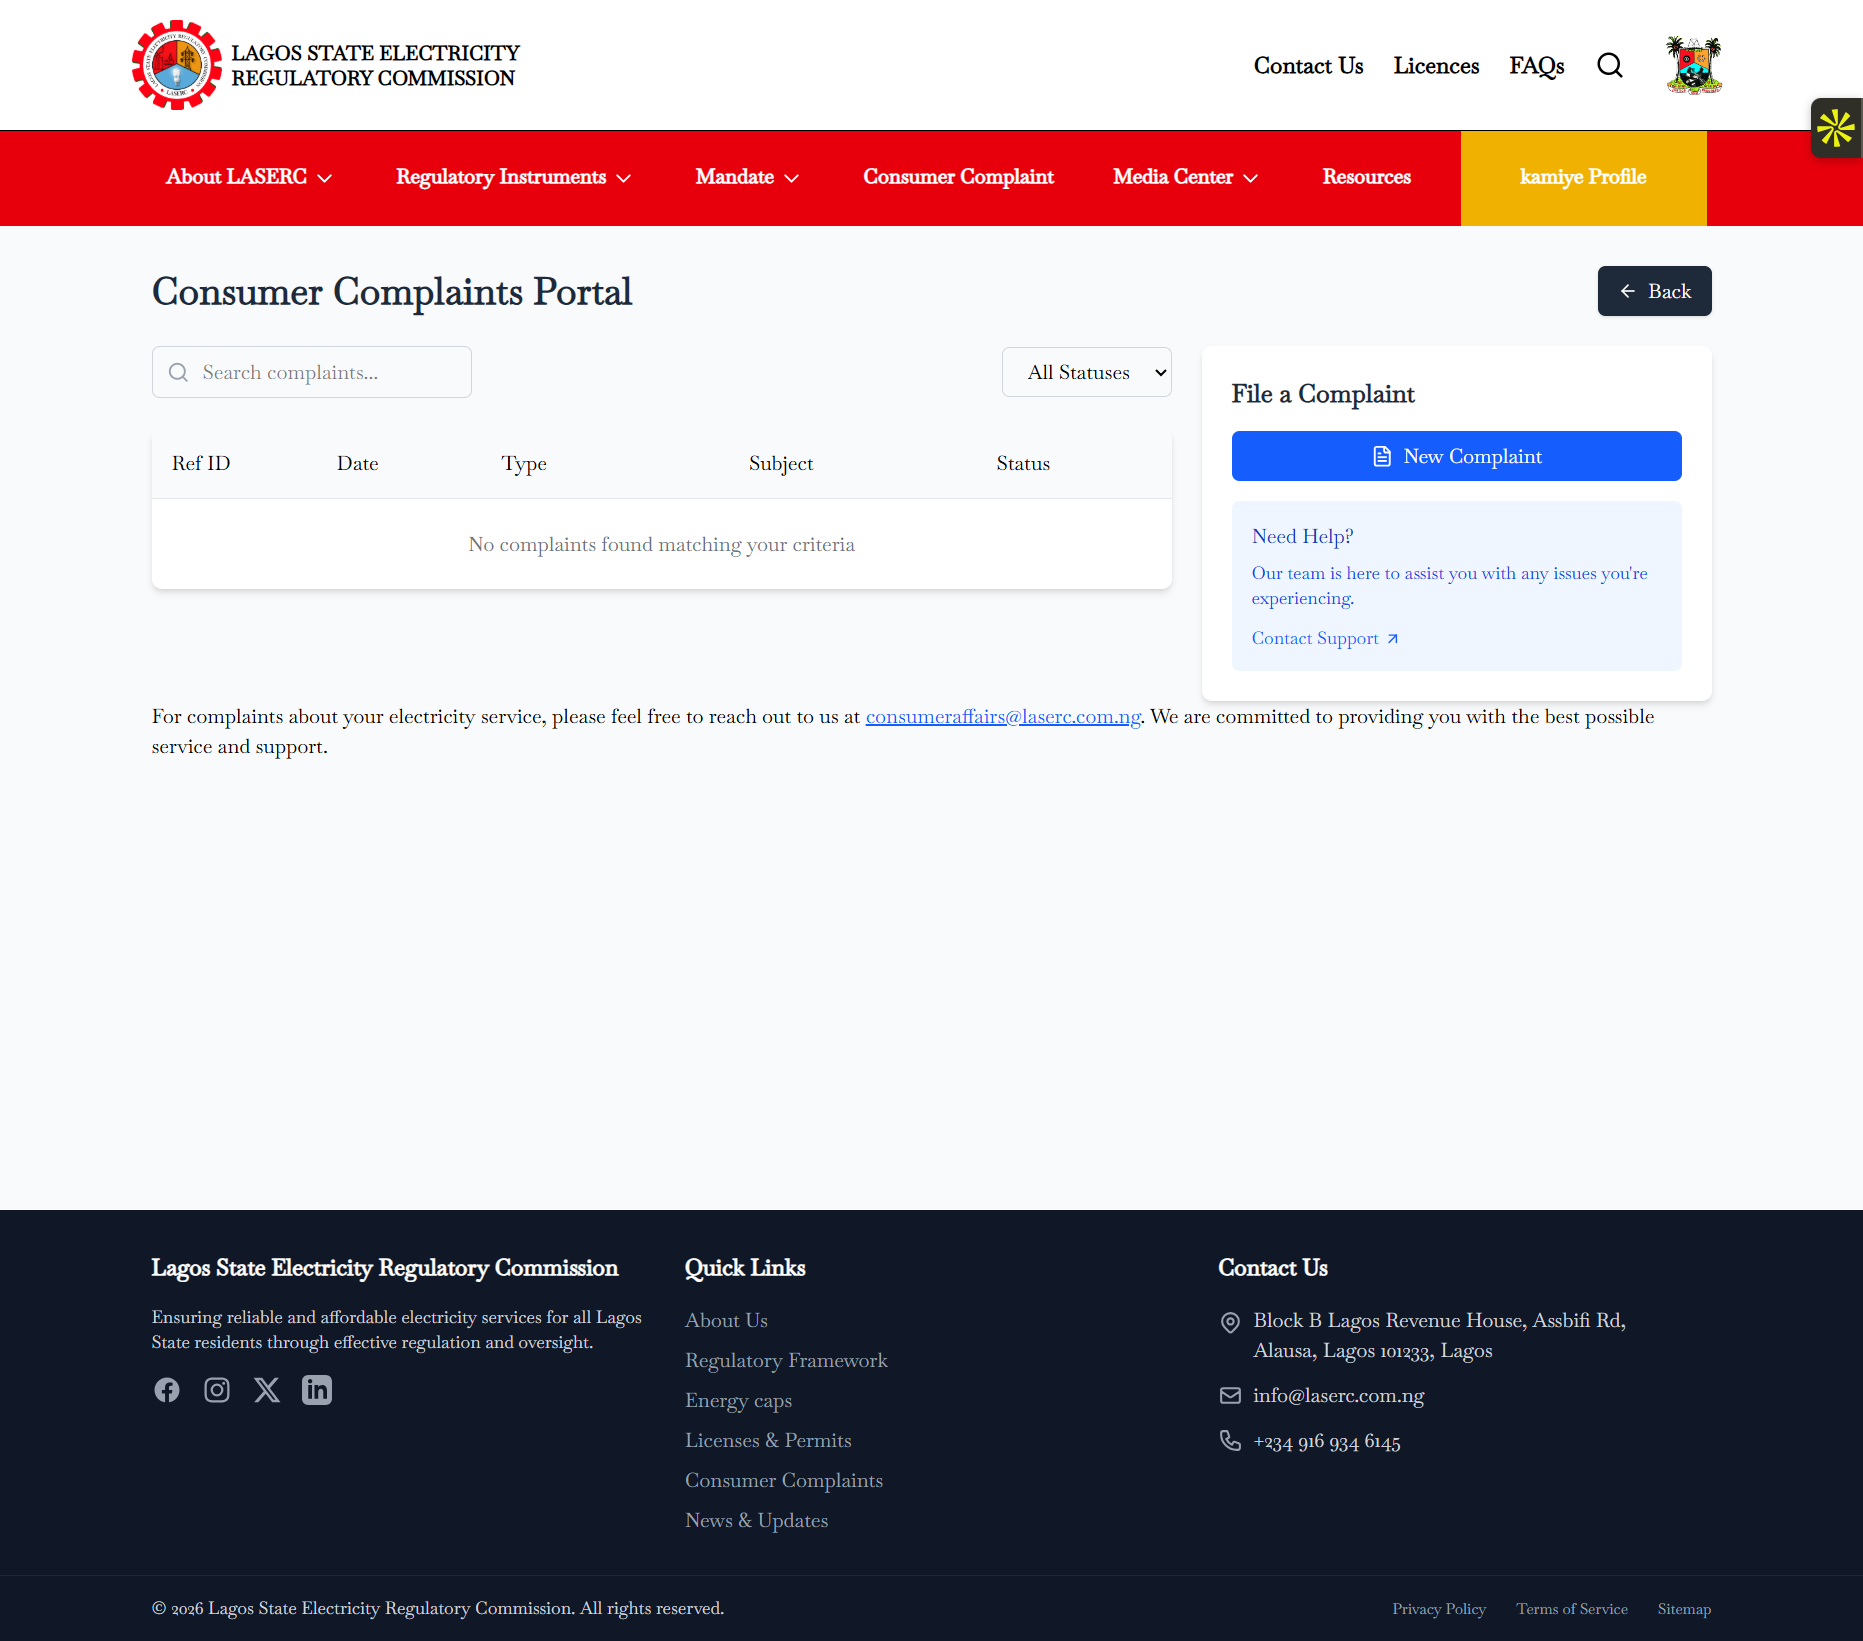 LAGOS STATE ELECTRICITY
REGULATORY COMMISSION
Contact Us
Licences
FAQs
About LASERC
Regulatory Instruments
Mandate
Consumer Complaint
Media Center
Resources
kamiye Profile
Consumer Complaints Portal
Back
Search complaints...
All Statuses
Ref ID
Date
Type
Subject
Status
No complaints found matching your criteria
File a Complaint
New Complaint
Need Help?
Our team is here to assist you with any issues you're
experiencing.
Contact Support
For complaints about your electricity service, please feel free to reach out to us at consumeraffairs@laserc.com.ng. We are committed to providing you with the best possible
service and support.
Lagos State Electricity Regulatory Commission
Ensuring reliable and affordable electricity services for all Lagos
State residents through effective regulation and oversight.
Quick Links
About Us
Regulatory Framework
Energy caps
Licenses & Permits
Consumer Complaints
News & Updates
Contact Us
Block B Lagos Revenue House, Assbifi Rd,
Alausa, Lagos 101233, Lagos
info@laserc.com.ng
+234 916 934 6145
© 2026 Lagos State Electricity Regulatory Commission. All rights reserved.
Privacy Policy
Terms of Service
Sitemap